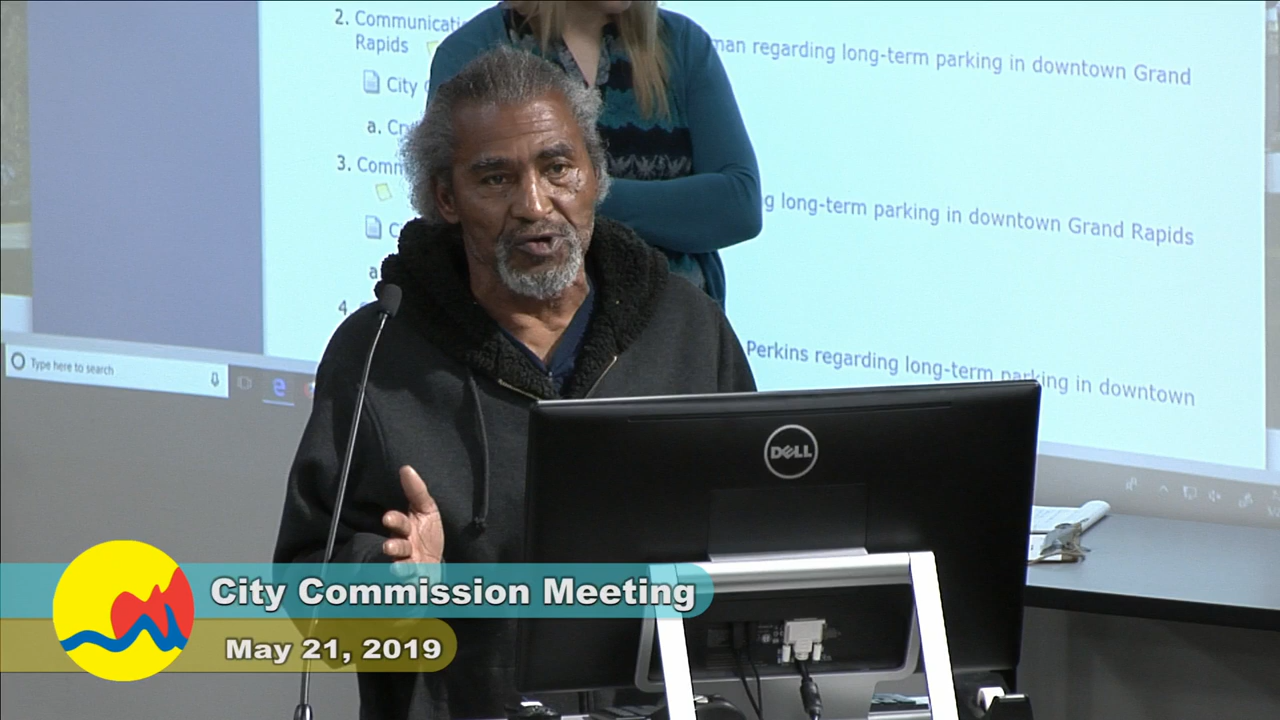 2. Communicati
man regarding long-term parking in downtown Grand
Rapids
City
a.
3. Comm
g long-term parking in downtown Grand Rapids
a
4
Perkins regarding long-term parking in downtown
Type here to search
DELL
City Commission Meeting
May 21, 2019